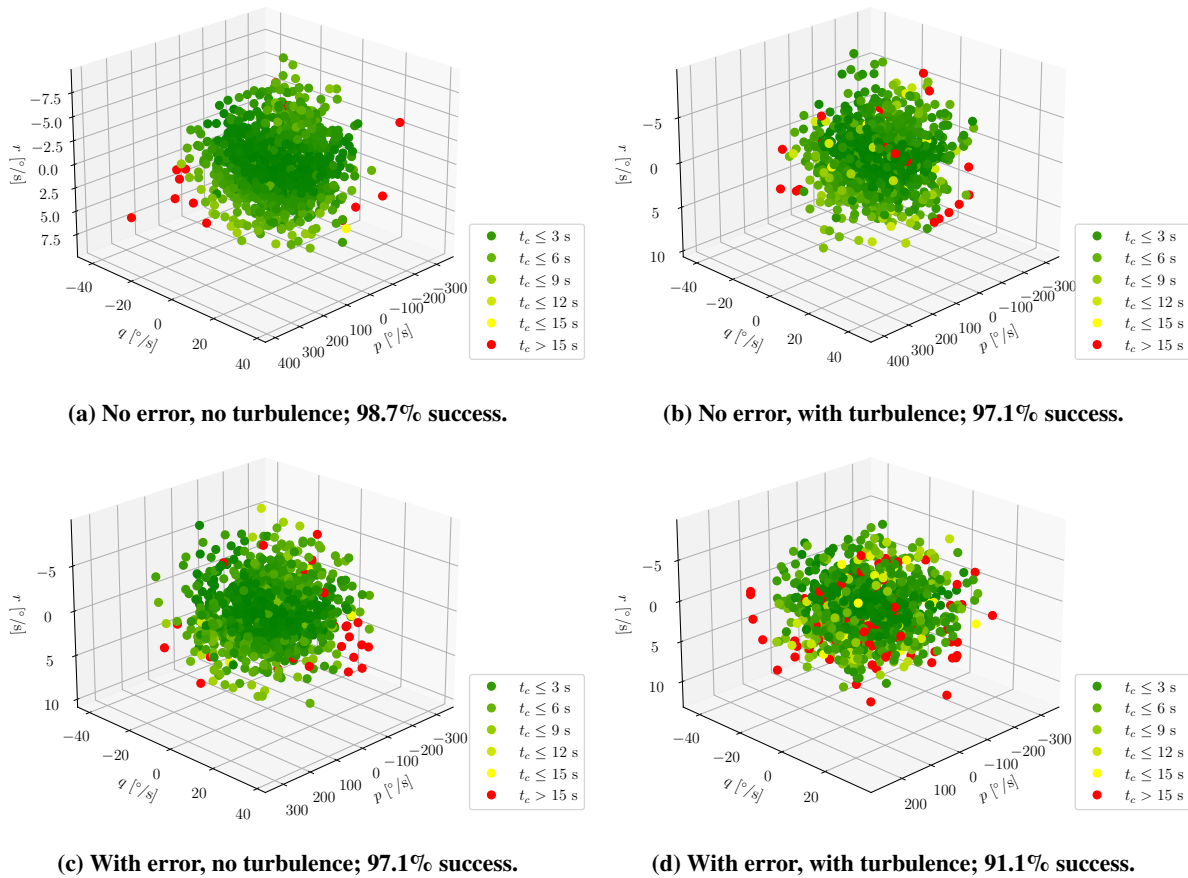 −7.5
−5.0
−2.5
0.0
2.5
5.0
7.5
r [°/s]
−40
−20
0
20
40
q [°/s]
400
300
200
100
0
−100
−200
−300
p [°/s]
t_c ≤ 3 s
t_c ≤ 6 s
t_c ≤ 9 s
t_c ≤ 12 s
t_c ≤ 15 s
t_c > 15 s
(a) No error, no turbulence; 98.7% success.
−5
0
5
10
r [°/s]
−40
−20
0
20
40
q [°/s]
400
300
200
100
0
−100
−200
−300
p [°/s]
t_c ≤ 3 s
t_c ≤ 6 s
t_c ≤ 9 s
t_c ≤ 12 s
t_c ≤ 15 s
t_c > 15 s
(b) No error, with turbulence; 97.1% success.
−5
0
5
10
r [°/s]
−40
−20
0
20
40
q [°/s]
300
200
100
0
−100
−200
−300
p [°/s]
t_c ≤ 3 s
t_c ≤ 6 s
t_c ≤ 9 s
t_c ≤ 12 s
t_c ≤ 15 s
t_c > 15 s
(c) With error, no turbulence; 97.1% success.
−5
0
5
10
r [°/s]
−40
−20
0
20
q [°/s]
200
100
0
−100
−200
−300
p [°/s]
t_c ≤ 3 s
t_c ≤ 6 s
t_c ≤ 9 s
t_c ≤ 12 s
t_c ≤ 15 s
t_c > 15 s
(d) With error, with turbulence; 91.1% success.